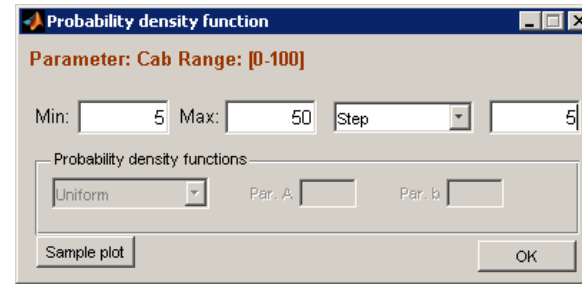 Probability density function
Parameter: Cab Range: [0-100]
Min: 5 Max: 50 Step 5
Probability density functions
Uniform Par. A Par. b
Sample plot OK